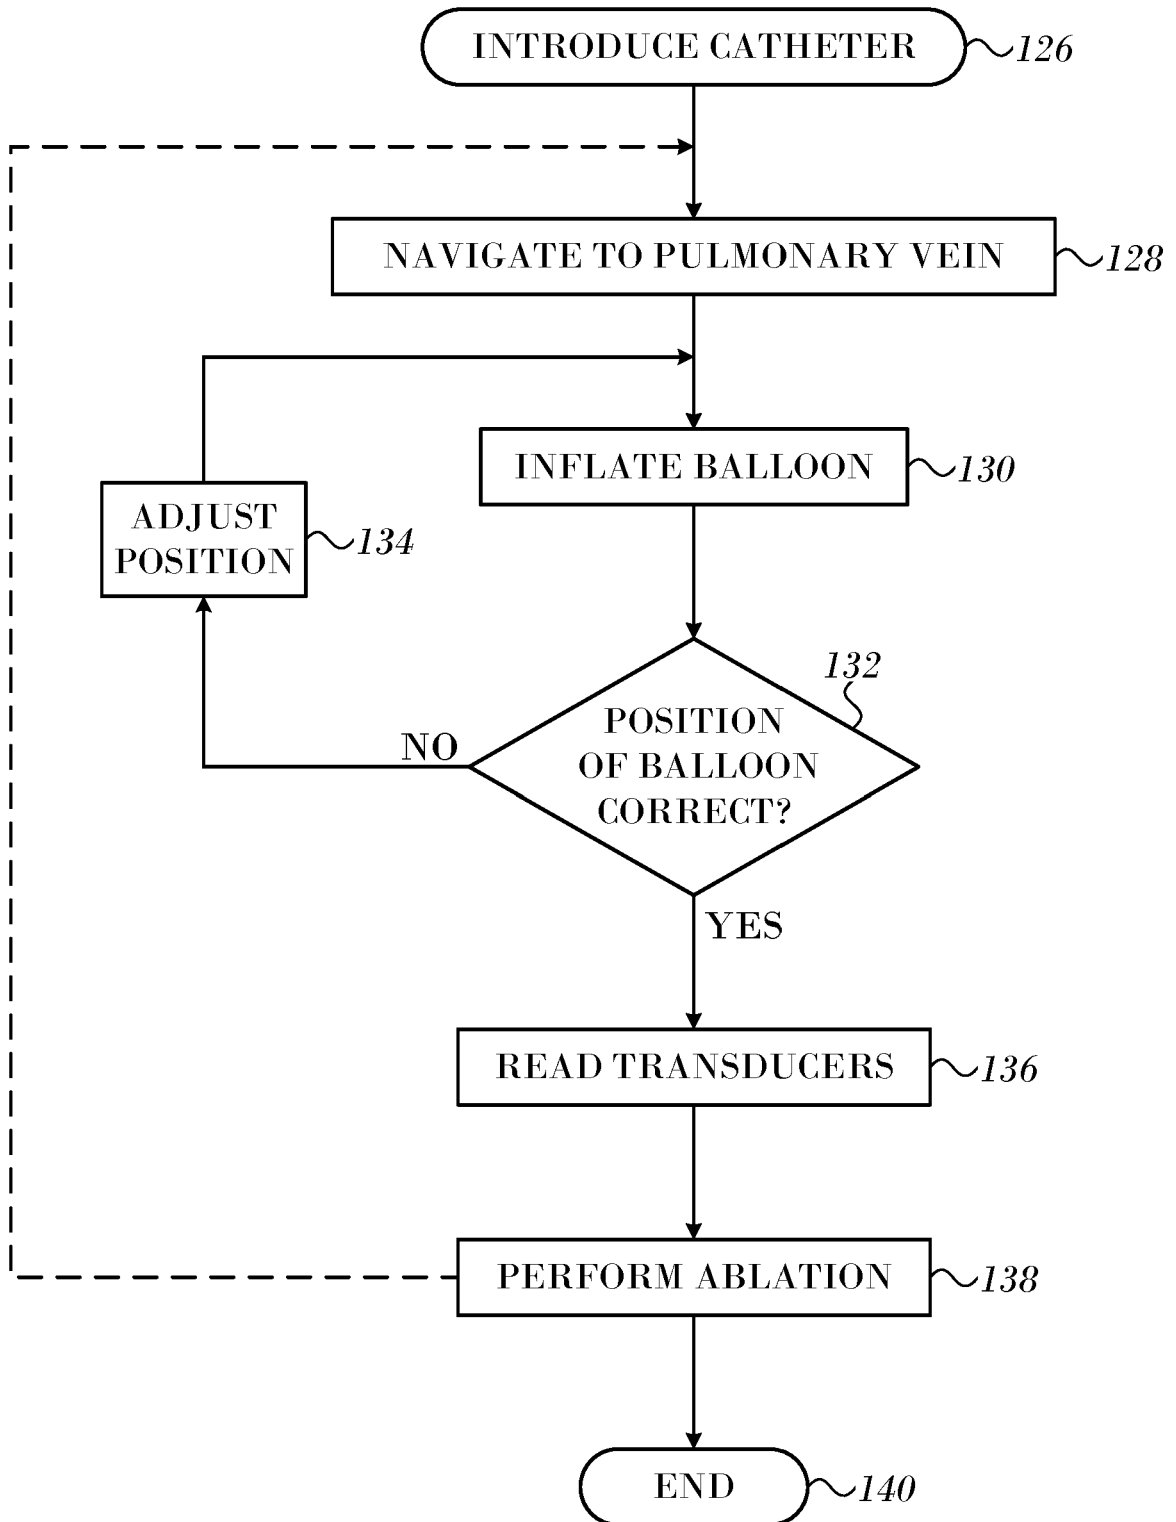 INTRODUCE CATHETER
126
NAVIGATE TO PULMONARY VEIN
128
INFLATE BALLOON
130
ADJUST
POSITION
134
132
POSITION
OF BALLOON
CORRECT?
NO
YES
READ TRANSDUCERS
136
PERFORM ABLATION
138
END
140